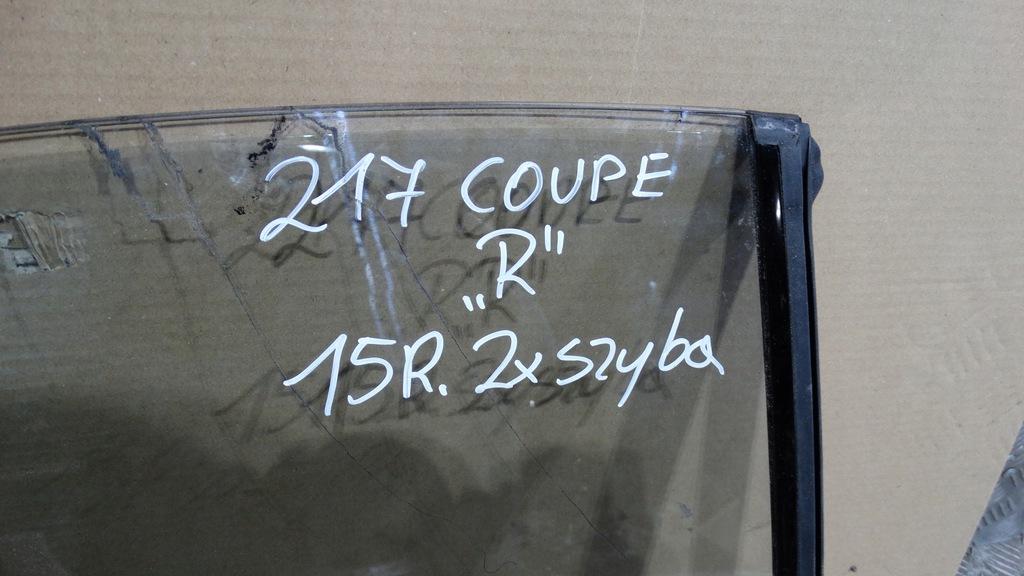 217 COUPE
„R"
15R. 2x szyba